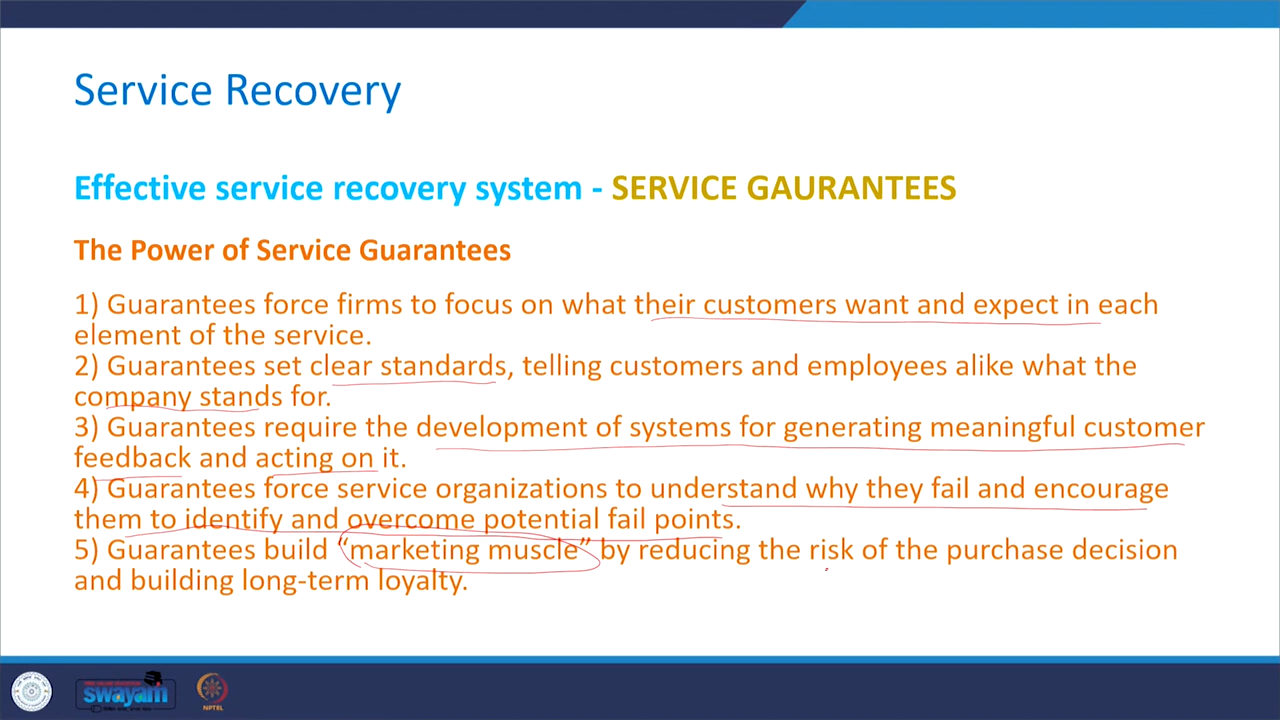 Service Recovery
Effective service recovery system - SERVICE GAURANTEES
The Power of Service Guarantees
1) Guarantees force firms to focus on what their customers want and expect in each
element of the service.
2) Guarantees set clear standards, telling customers and employees alike what the
company stands for.
3) Guarantees require the development of systems for generating meaningful customer
feedback and acting on it.
4) Guarantees force service organizations to understand why they fail and encourage
them to identify and overcome potential fail points.
5) Guarantees build “marketing muscle” by reducing the risk of the purchase decision
and building long-term loyalty.
swayam
NPTEL